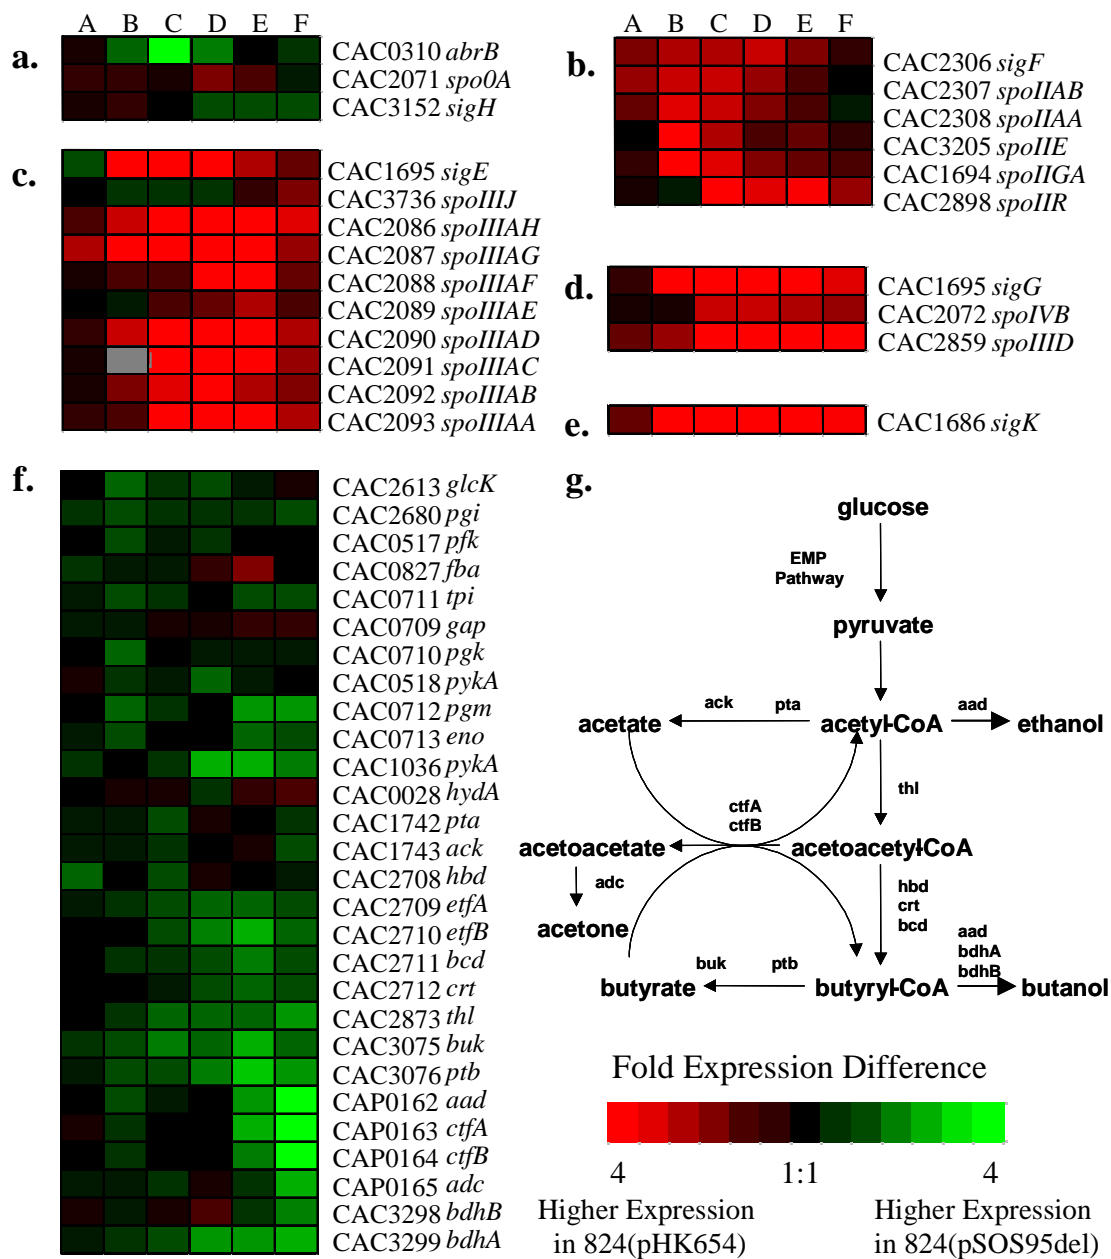 A B C D E F
a.
CAC0310 abrB
CAC2071 spo0A
CAC3152 sigH
A B C D E F
b.
CAC2306 sigF
CAC2307 spoIIAB
CAC2308 spoIIAA
CAC3205 spoIIE
CAC1694 spoIIGA
CAC2898 spoIIR
c.
CAC1695 sigE
CAC3736 spoIIIJ
CAC2086 spoIIIAH
CAC2087 spoIIIAG
CAC2088 spoIIIAF
CAC2089 spoIIIAE
CAC2090 spoIIIAD
CAC2091 spoIIIAC
CAC2092 spoIIIAB
CAC2093 spoIIIAA
d.
CAC1695 sigG
CAC2072 spoIVB
CAC2859 spoIIID
e.
CAC1686 sigK
f.
CAC2613 glcK
CAC2680 pgi
CAC0517 pfk
CAC0827 fba
CAC0711 tpi
CAC0709 gap
CAC0710 pgk
CAC0518 pykA
CAC0712 pgm
CAC0713 eno
CAC1036 pykA
CAC0028 hydA
CAC1742 pta
CAC1743 ack
CAC2708 hbd
CAC2709 etfA
CAC2710 etfB
CAC2711 bcd
CAC2712 crt
CAC2873 thl
CAC3075 buk
CAC3076 ptb
CAP0162 aad
CAP0163 ctfA
CAP0164 ctfB
CAP0165 adc
CAC3298 bdhB
CAC3299 bdhA
g.
glucose
EMP
Pathway
pyruvate
acetate ack pta acetyl-CoA aad ethanol
thl
ctfA
ctfB
acetoacetate acetoacetyl-CoA
adc
hbd
crt
bcd
acetone
aad
bdhA
bdhB
butyrate buk ptb butyryl-CoA butanol
Fold Expression Difference
4 1:1 4
Higher Expression
in 824(pHK654)
Higher Expression
in 824(pSOS95del)